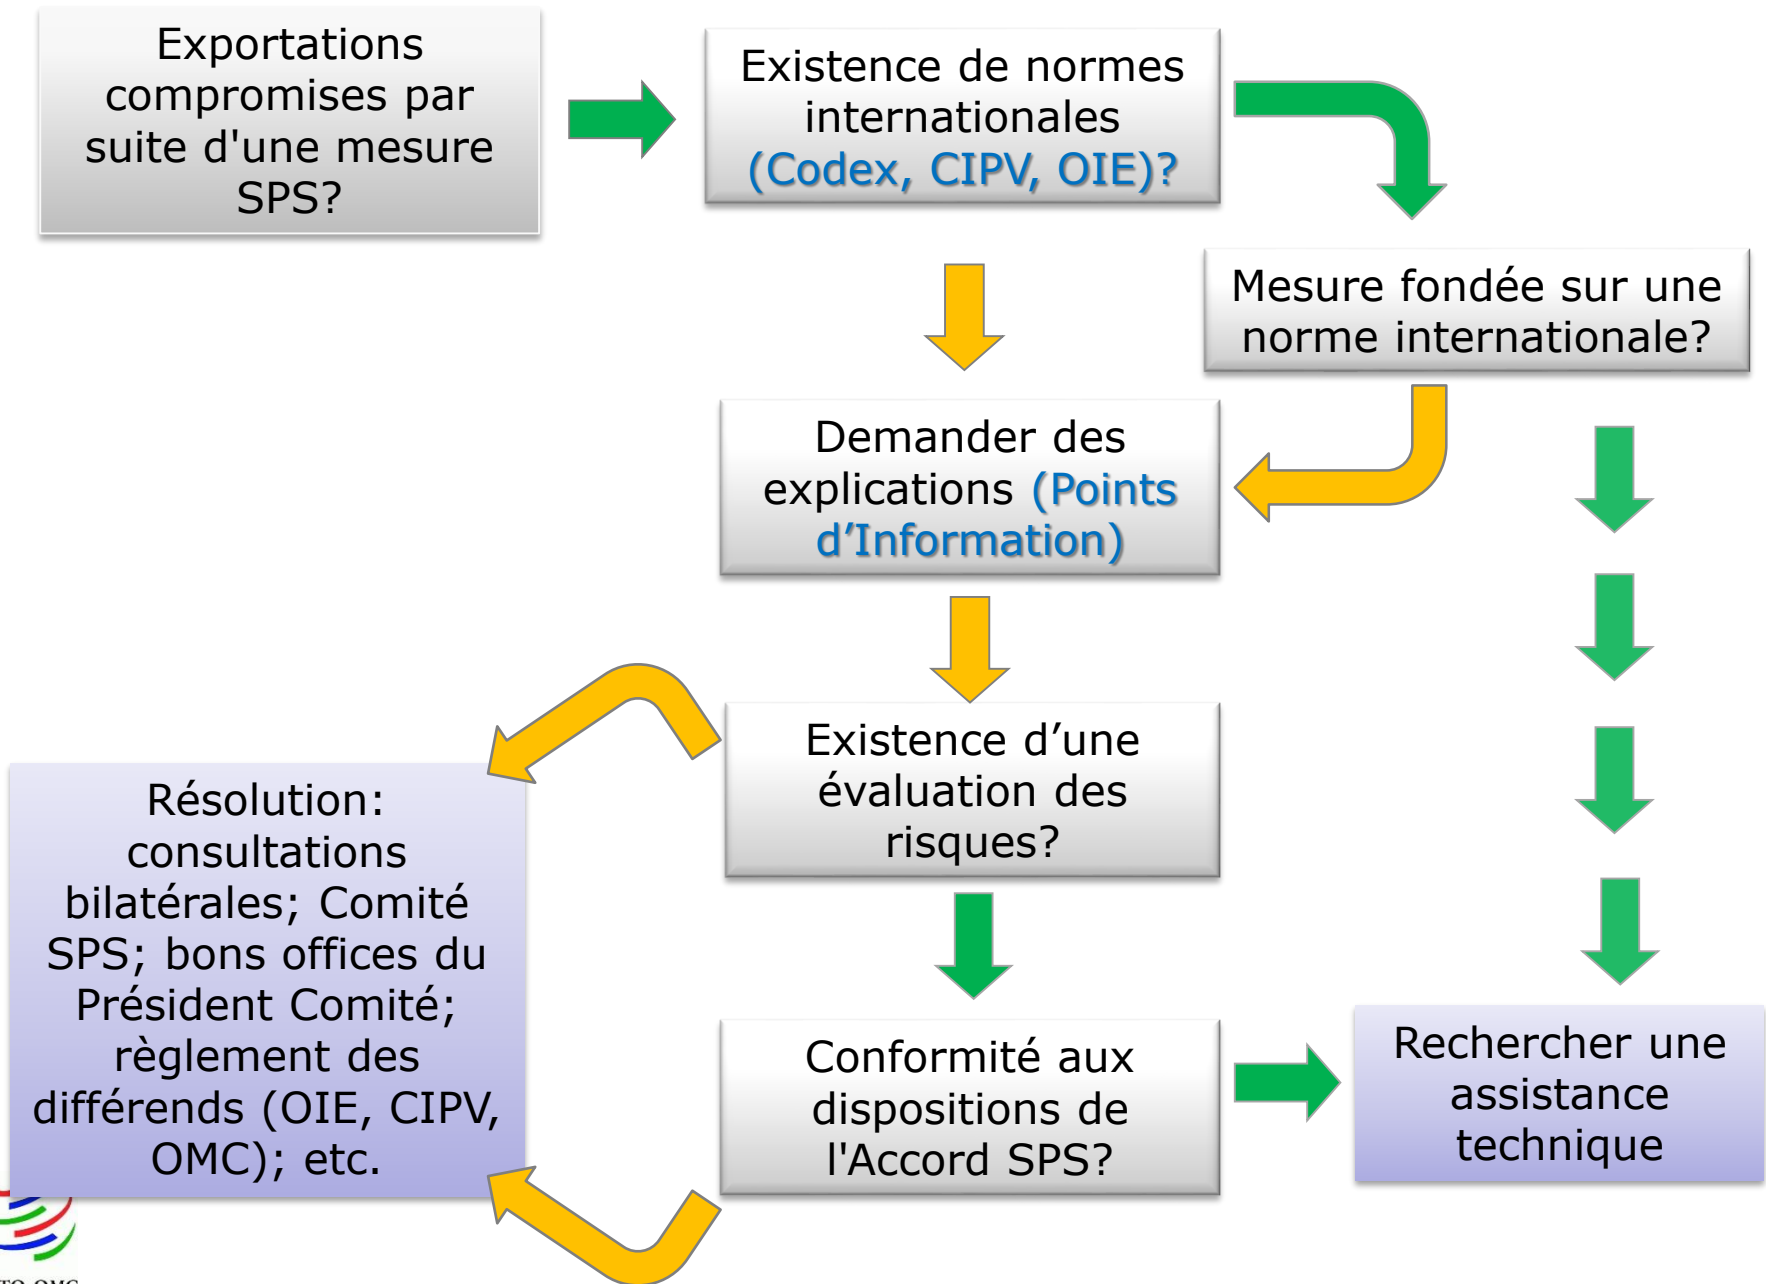 Exportations
compromises par
suite d'une mesure
SPS?
Existence de normes
internationales
(Codex, CIPV, OIE)?
Mesure fondée sur une
norme internationale?
Demander des
explications (Points
d’Information)
Existence d’une
évaluation des
risques?
Résolution:
consultations
bilatérales; Comité
SPS; bons offices du
Président Comité;
règlement des
différends (OIE, CIPV,
OMC); etc.
Conformité aux
dispositions de
l'Accord SPS?
Rechercher une
assistance
technique